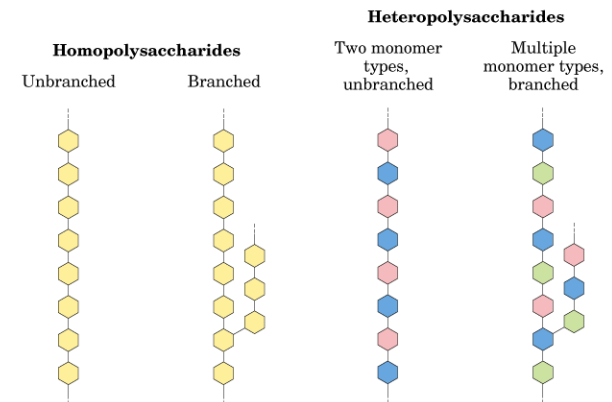 Homopolysaccharides
Unbranched
Branched
Heteropolysaccharides
Two monomer
types,
unbranched
Multiple
monomer types,
branched